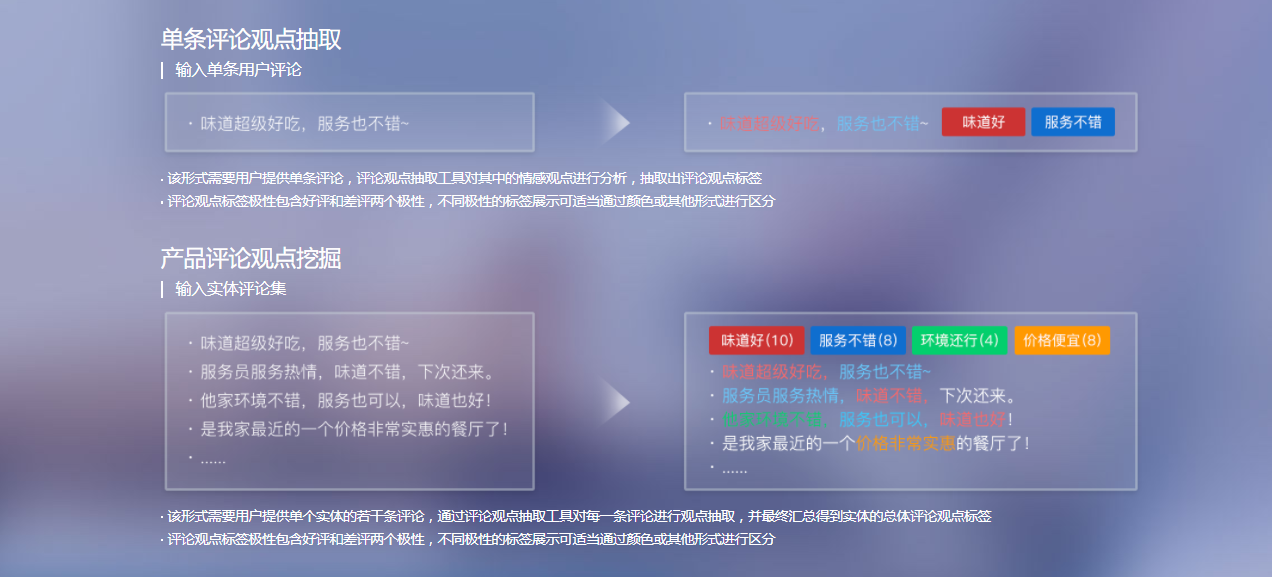 单条评论观点抽取
输入单条用户评论
· 味道超级好吃，服务也不错~
· 味道超级好吃，服务也不错~ 味道好 服务不错
· 该形式需要用户提供单条评论，评论观点抽取工具对其中的情感观点进行分析，抽取出评论观点标签
· 评论观点标签极性包含好评和差评两个极性，不同极性的标签展示可适当通过颜色或其他形式进行区分
产品评论观点挖掘
输入实体评论集
· 味道超级好吃，服务也不错~
· 服务员服务热情，味道不错，下次还来。
· 他家环境不错，服务也可以，味道也好！
· 是我家最近的一个价格非常实惠的餐厅了！
· ......
味道好(10) 服务不错(8) 环境还行(4) 价格便宜(8)
· 味道超级好吃，服务也不错~
· 服务员服务热情，味道不错，下次还来。
· 他家环境不错，服务也可以，味道也好！
· 是我家最近的一个价格非常实惠的餐厅了！
· ......
· 该形式需要用户提供单个实体的若干条评论，通过评论观点抽取工具对每一条评论进行观点抽取，并最终汇总得到实体的总体评论观点标签
· 评论观点标签极性包含好评和差评两个极性，不同极性的标签展示可适当通过颜色或其他形式进行区分